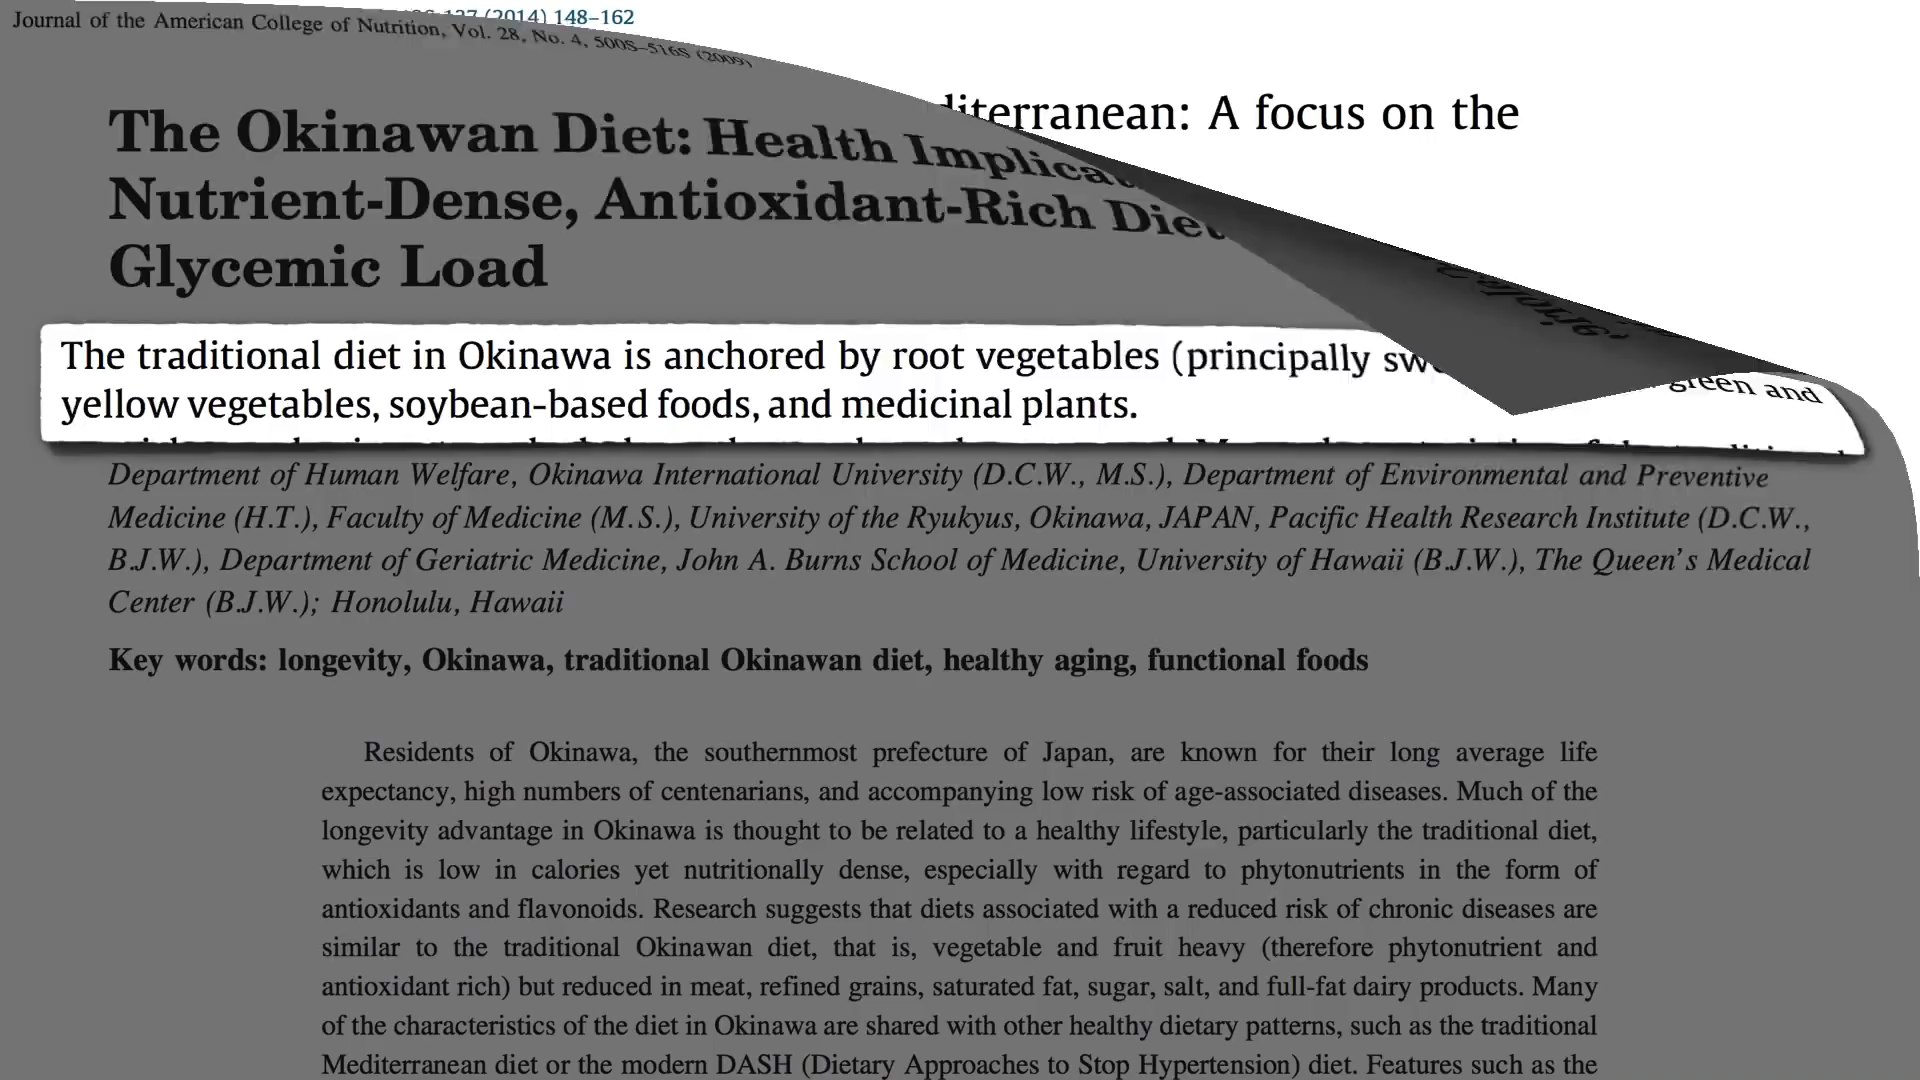 (2014) 148–162
Journal of the American College of Nutrition, Vol. 28, No. 4, 500S–516S (2009)
diterranean: A focus on the
The Okinawan Diet: Health
Nutrient-Dense, Antioxidant-Rich
Glycemic Load
The traditional diet in Okinawa is anchored by root vegetables (principally green and
yellow vegetables, soybean-based foods, and medicinal plants.
Department of Human Welfare, Okinawa International University (D.C.W., M.S.), Department of Environmental and Preventive
Medicine (H.T.), Faculty of Medicine (M.S.), University of the Ryukyus, Okinawa, JAPAN, Pacific Health Research Institute (D.C.W.,
B.J.W.), Department of Geriatric Medicine, John A. Burns School of Medicine, University of Hawaii (B.J.W.), The Queen's Medical
Center (B.J.W.); Honolulu, Hawaii
Key words: longevity, Okinawa, traditional Okinawan diet, healthy aging, functional foods
Residents of Okinawa, the southernmost prefecture of Japan, are known for their long average life
expectancy, high numbers of centenarians, and accompanying low risk of age-associated diseases. Much of the
longevity advantage in Okinawa is thought to be related to a healthy lifestyle, particularly the traditional diet,
which is low in calories yet nutritionally dense, especially with regard to phytonutrients in the form of
antioxidants and flavonoids. Research suggests that diets associated with a reduced risk of chronic diseases are
similar to the traditional Okinawan diet, that is, vegetable and fruit heavy (therefore phytonutrient and
antioxidant rich) but reduced in meat, refined grains, saturated fat, sugar, salt, and full-fat dairy products. Many
of the characteristics of the diet in Okinawa are shared with other healthy dietary patterns, such as the traditional
Mediterranean diet or the modern DASH (Dietary Approaches to Stop Hypertension) diet. Features such as the